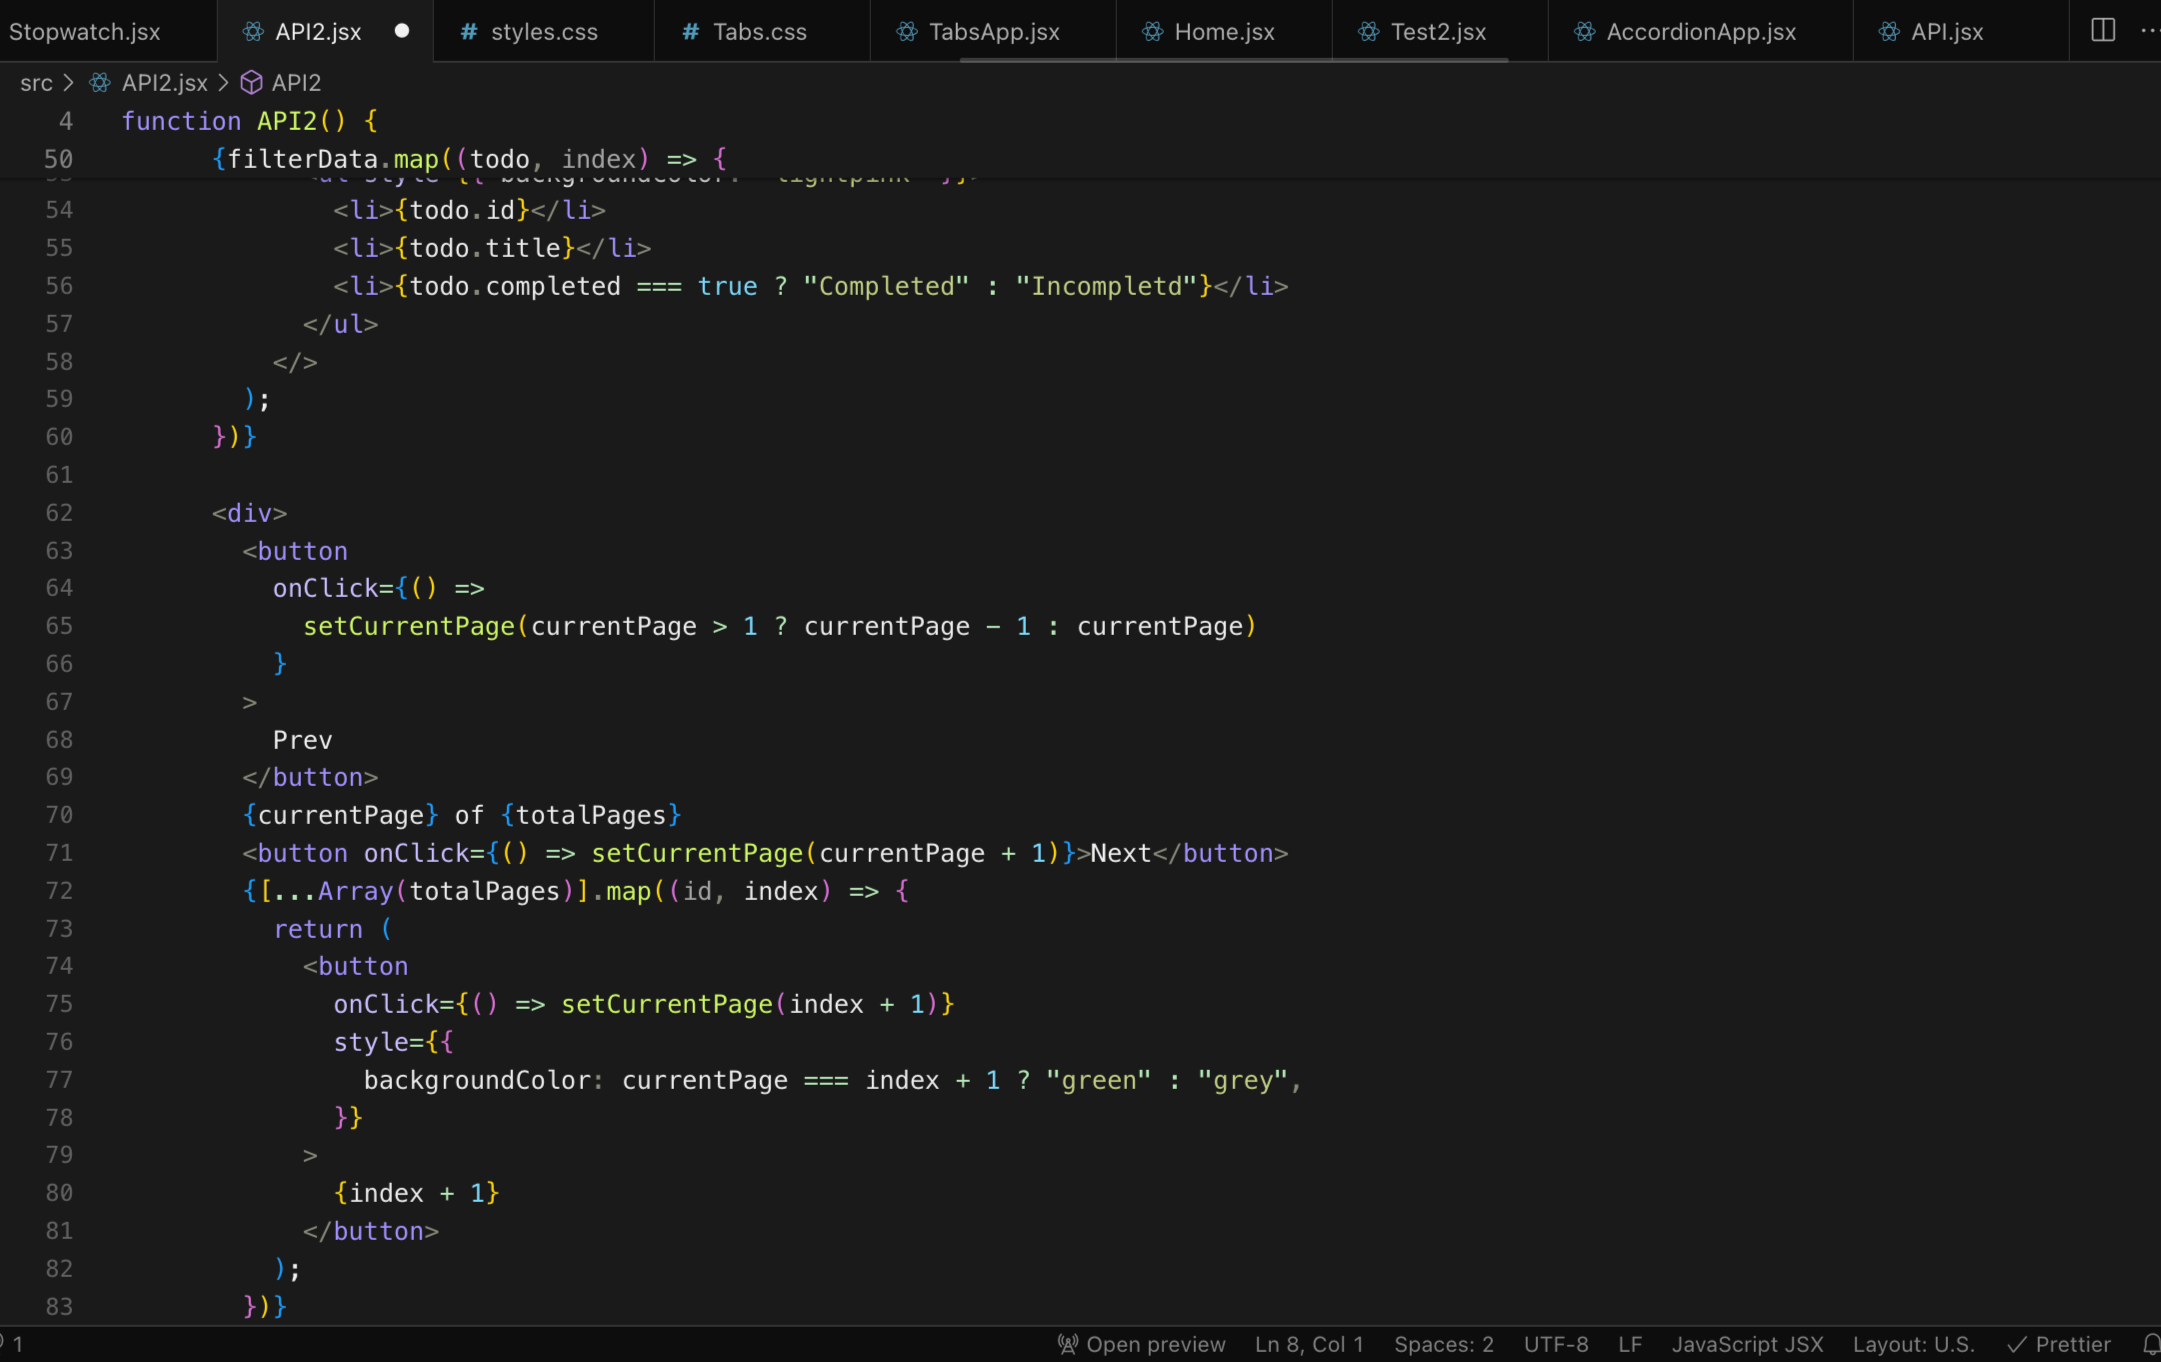 Stopwatch.jsx API2.jsx # styles.css # Tabs.css TabsApp.jsx Home.jsx Test2.jsx AccordionApp.jsx API.jsx
src > API2.jsx > API2
4 function API2() {
50 {filterData.map((todo, index) => {
54 <li>{todo.id}</li>
55 <li>{todo.title}</li>
56 <li>{todo.completed === true ? "Completed" : "Incompletd"}</li>
57 </ul>
58 </>
59 );
60 })}
61
62 <div>
63 <button
64 onClick={() =>
65 setCurrentPage(currentPage > 1 ? currentPage - 1 : currentPage)
66 }
67 >
68 Prev
69 </button>
70 {currentPage} of {totalPages}
71 <button onClick={() => setCurrentPage(currentPage + 1)}>Next</button>
72 {[...Array(totalPages)].map((id, index) => {
73 return (
74 <button
75 onClick={() => setCurrentPage(index + 1)}
76 style={{
77 backgroundColor: currentPage === index + 1 ? "green" : "grey",
78 }}
79 >
80 {index + 1}
81 </button>
82 );
83 })}
1 Open preview Ln 8, Col 1 Spaces: 2 UTF-8 LF JavaScript JSX Layout: U.S. Prettier